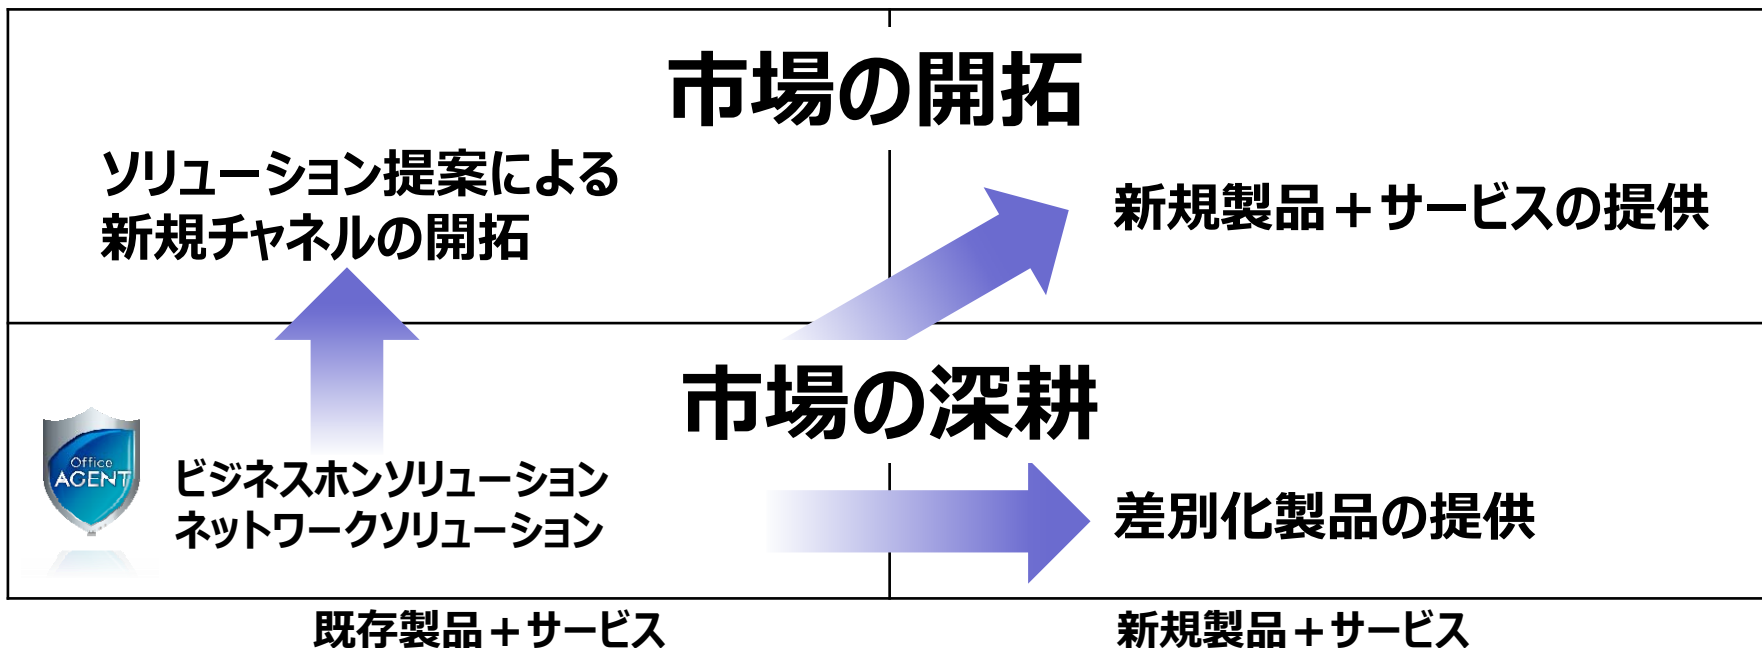 市場の開拓
ソリューション提案による
新規チャネルの開拓
新規製品+サービスの提供
市場の深耕
Office
AGENT
ビジネスホンソリューション
ネットワークソリューション
差別化製品の提供
既存製品+サービス
新規製品+サービス